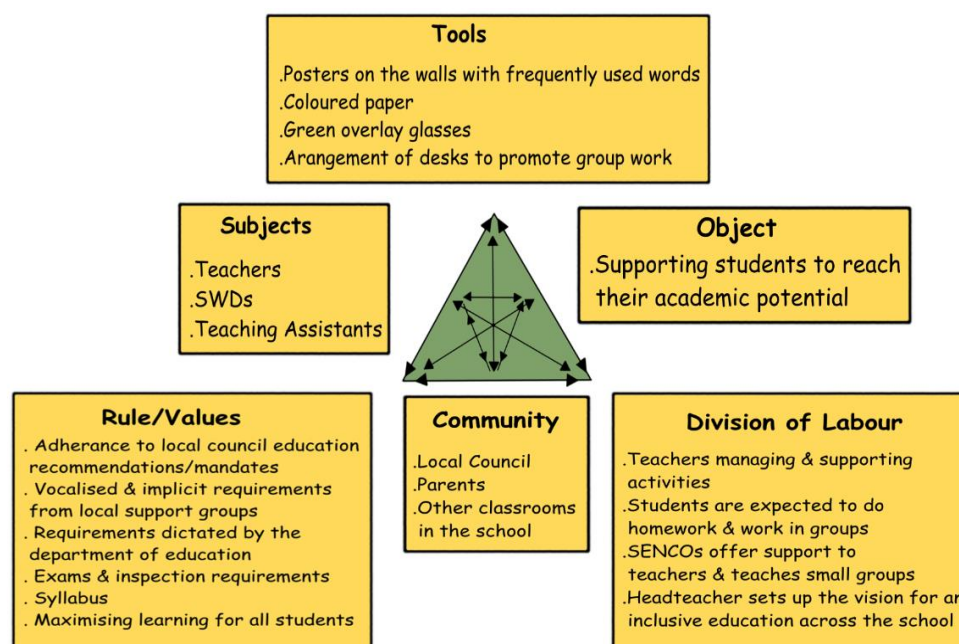 Tools
.Posters on the walls with frequently used words
.Coloured paper
.Green overlay glasses
.Arangement of desks to promote group work
Subjects
.Teachers
.SWDs
.Teaching Assistants
Object
.Supporting students to reach
their academic potential
Rule/Values
. Adherance to local council education
recommendations/mandates
. Vocalised & implicit requirements
from local support groups
. Requirements dictated by the
department of education
. Exams & inspection requirements
. Syllabus
. Maximising learning for all students
Community
.Local Council
.Parents
.Other classrooms
in the school
Division of Labour
.Teachers managing & supporting
activities
.Students are expected to do
homework & work in groups
.SENCOs offer support to
teachers & teaches small groups
.Headteacher sets up the vision for an
inclusive education across the school